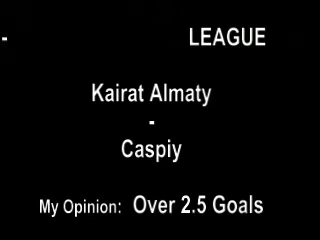 - LEAGUE
Kairat Almaty
-
Caspiy
My Opinion: Over 2.5 Goals